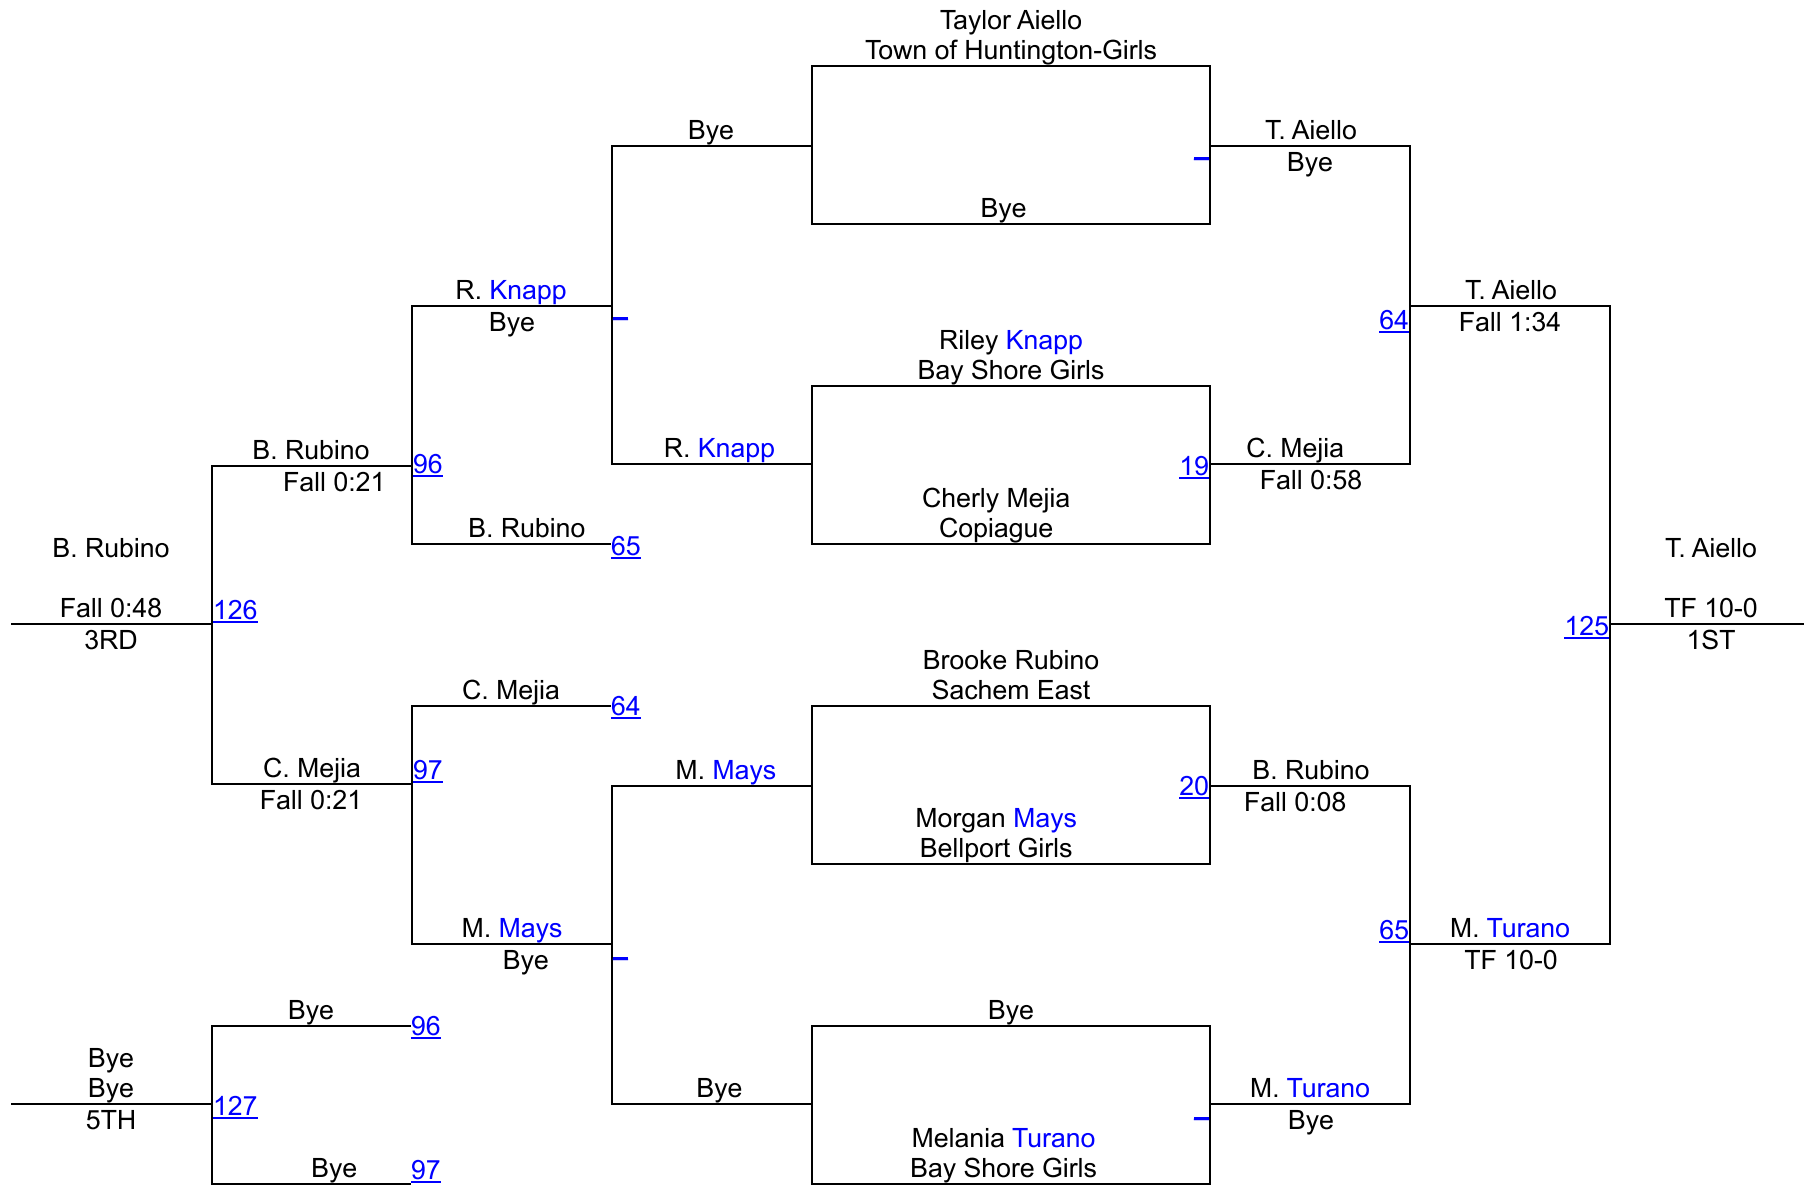 Taylor Aiello
Town of Huntington-Girls
Bye
T. Aiello
Bye
Bye
R. Knapp
Bye
T. Aiello
Fall 1:34
64
Riley Knapp
Bay Shore Girls
R. Knapp
19
C. Mejia
Fall 0:58
B. Rubino
Fall 0:21
96
Cherly Mejia
Copiague
B. Rubino
65
B. Rubino
Fall 0:48
3RD
126
T. Aiello
TF 10-0
1ST
125
Brooke Rubino
Sachem East
C. Mejia
64
C. Mejia
Fall 0:21
97
M. Mays
20
B. Rubino
Fall 0:08
Morgan Mays
Bellport Girls
M. Mays
Bye
65
M. Turano
TF 10-0
Bye
96
Bye
Bye
Bye
5TH
127
Bye
M. Turano
Bye
Melania Turano
Bay Shore Girls
Bye
97